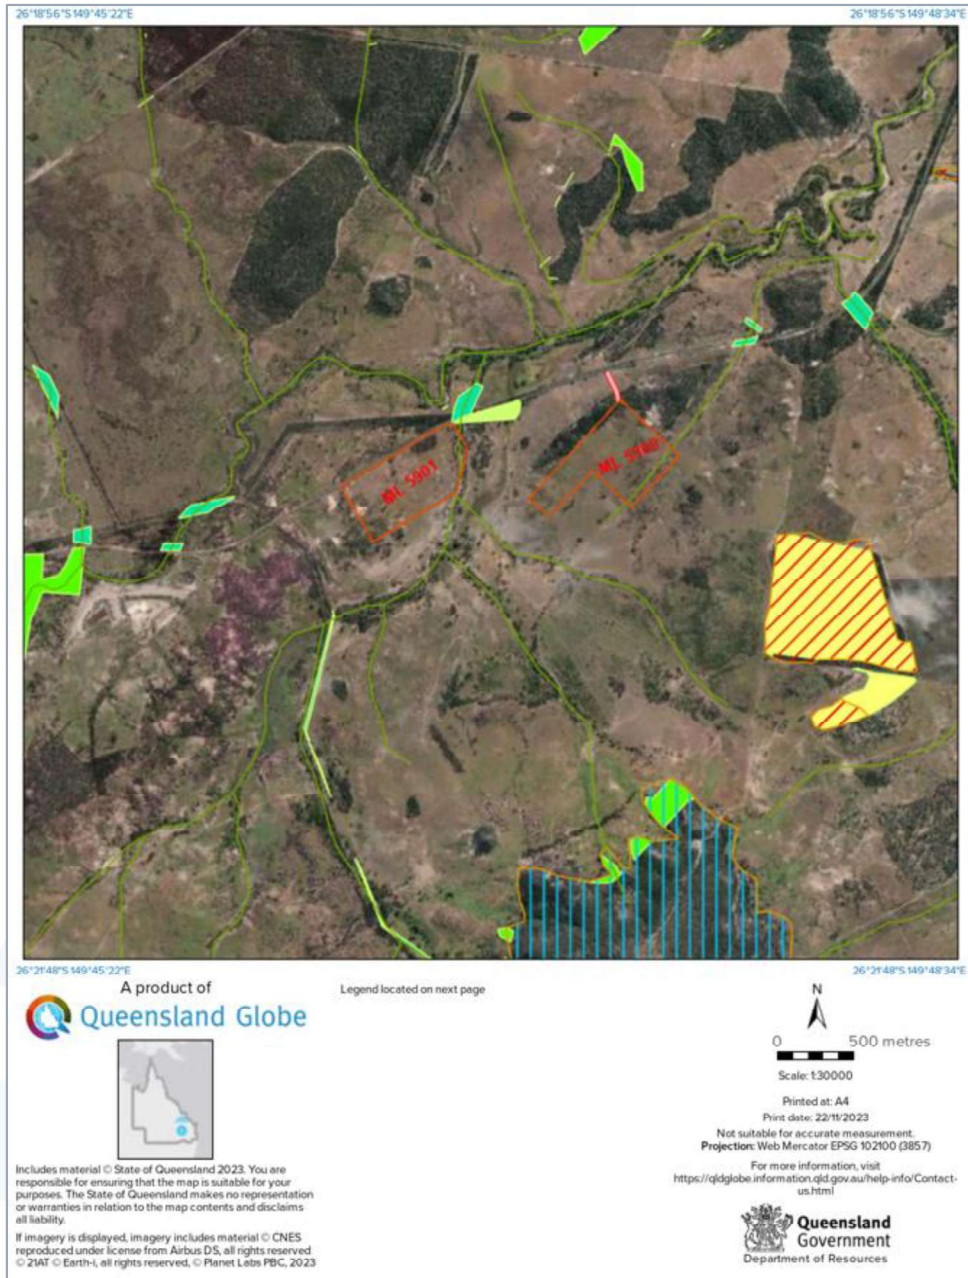 26°18'56"S 149°45'22"E
26°18'56"S 149°48'34"E
26°21'48"S 149°45'22"E
26°21'48"S 149°48'34"E
A product of
Queensland Globe
Legend located on next page
N
0 500 metres
Scale: 1:30000
Printed at: A4
Print date: 22/11/2023
Not suitable for accurate measurement.
Projection: Web Mercator EPSG 102100 (3857)
For more information, visit
https://qldglobe.information.qld.gov.au/help-info/Contact-
us.html
Includes material © State of Queensland 2023. You are
responsible for ensuring that the map is suitable for your
purposes. The State of Queensland makes no representation
or warranties in relation to the map contents and disclaims
all liability.
If imagery is displayed, imagery includes material © CNES
reproduced under license from Airbus DS, all rights reserved
© 21AT © Earth-i, all rights reserved, © Planet Labs PBC, 2023
Queensland
Government
Department of Resources